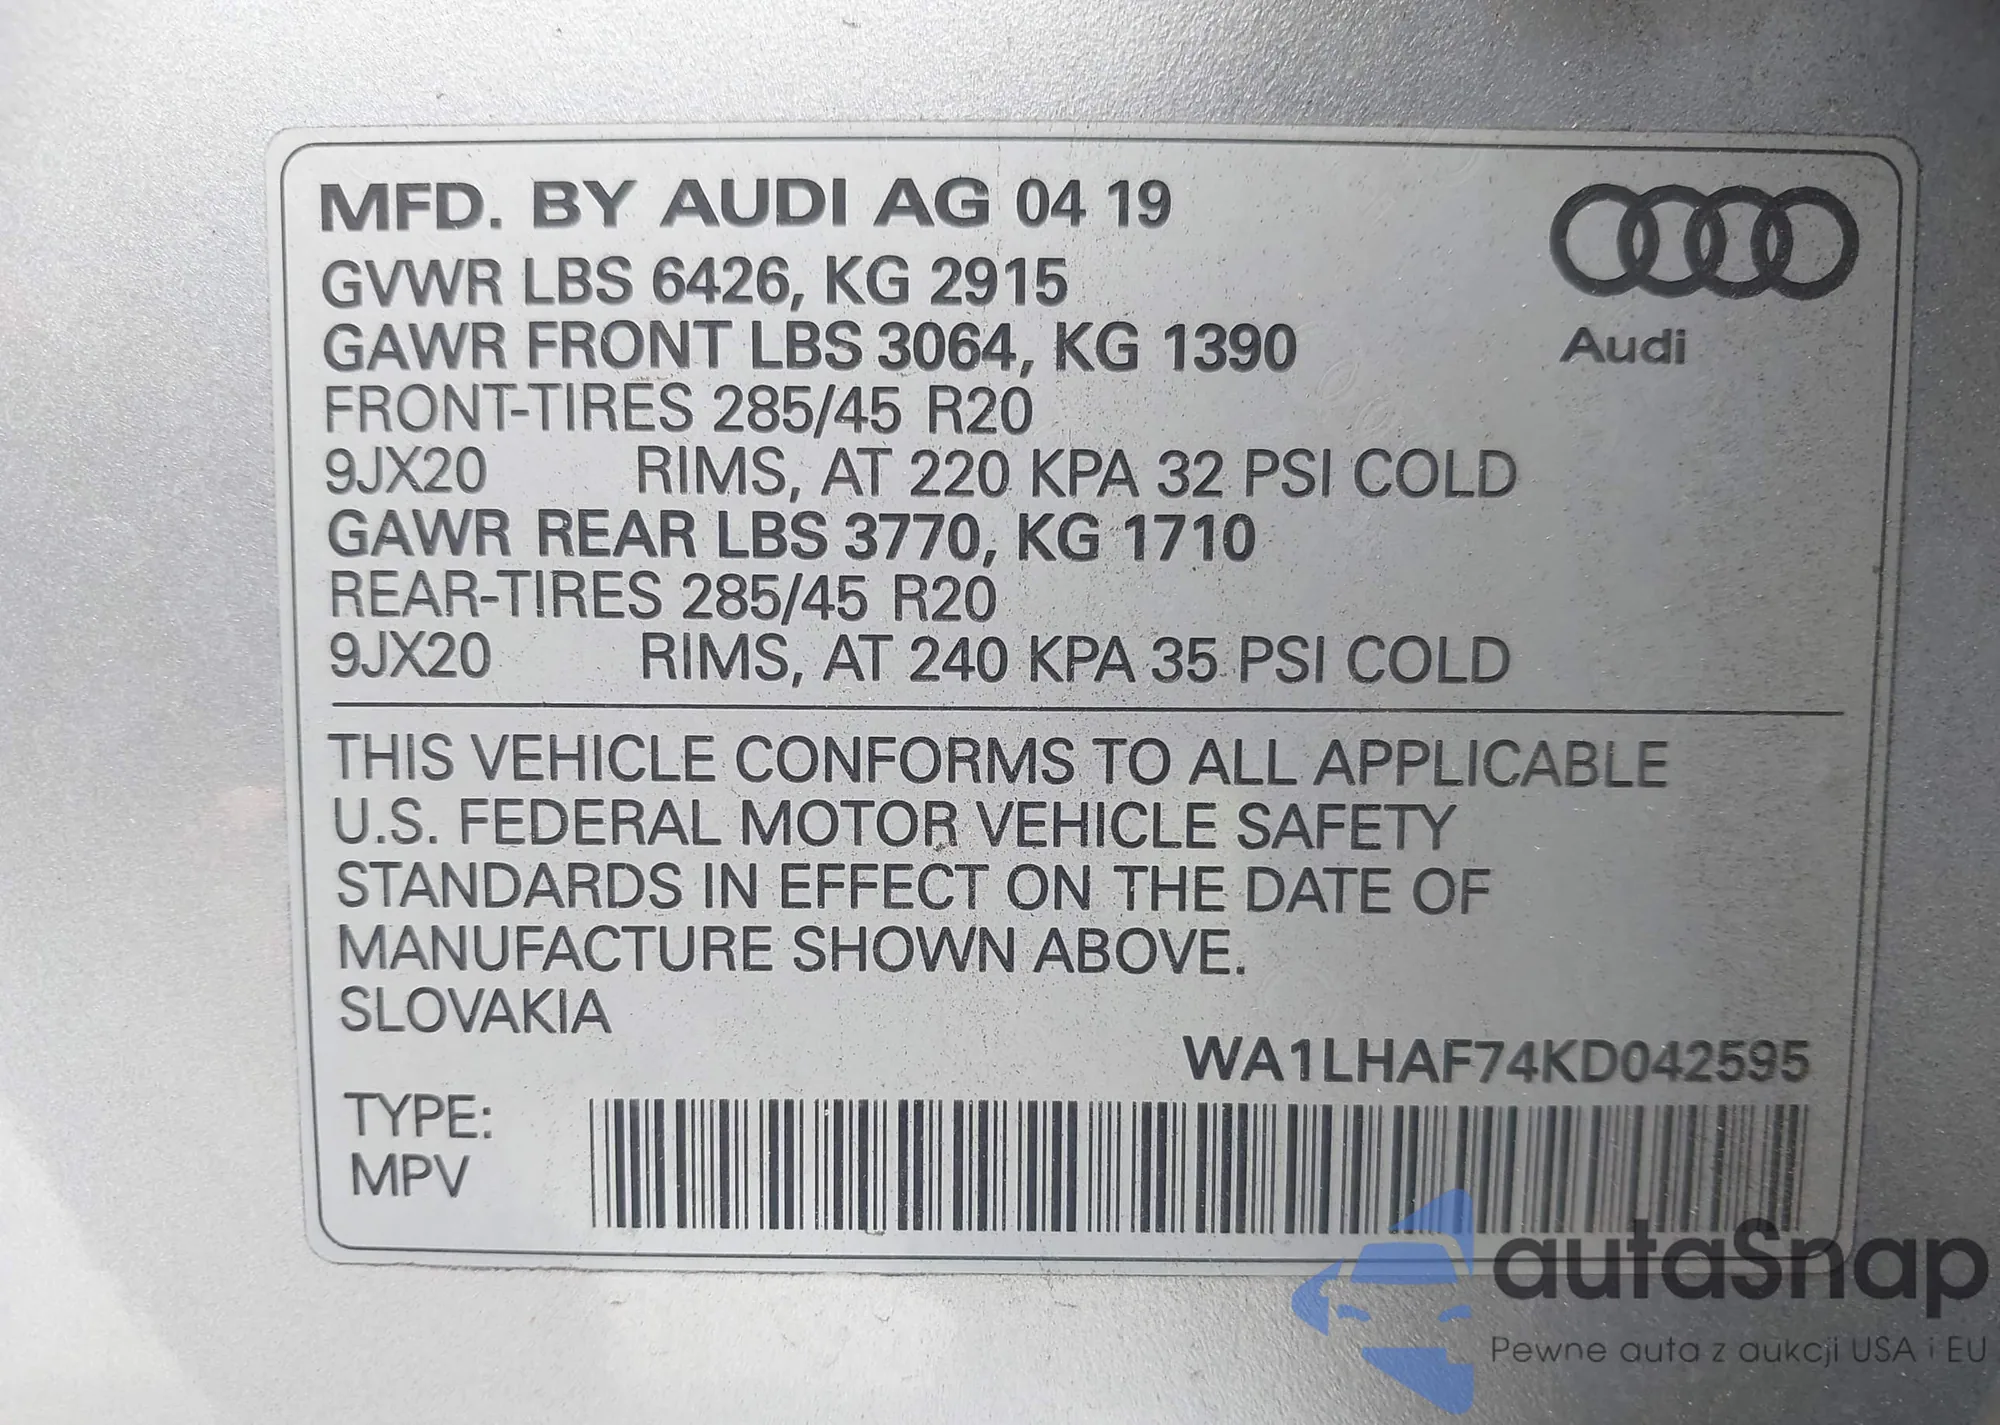 MFD. BY AUDI AG 04 19
GVWR LBS 6426, KG 2915
GAWR FRONT LBS 3064, KG 1390
Audi
FRONT-TIRES 285/45 R20
9JX20 RIMS, AT 220 KPA 32 PSI COLD
GAWR REAR LBS 3770, KG 1710
REAR-TIRES 285/45 R20
9JX20 RIMS, AT 240 KPA 35 PSI COLD
THIS VEHICLE CONFORMS TO ALL APPLICABLE
U.S. FEDERAL MOTOR VEHICLE SAFETY
STANDARDS IN EFFECT ON THE DATE OF
MANUFACTURE SHOWN ABOVE.
SLOVAKIA
WA1LHAF74KD042595
TYPE:
MPV
autaSnap
Pewne auta z aukcji USA i EU